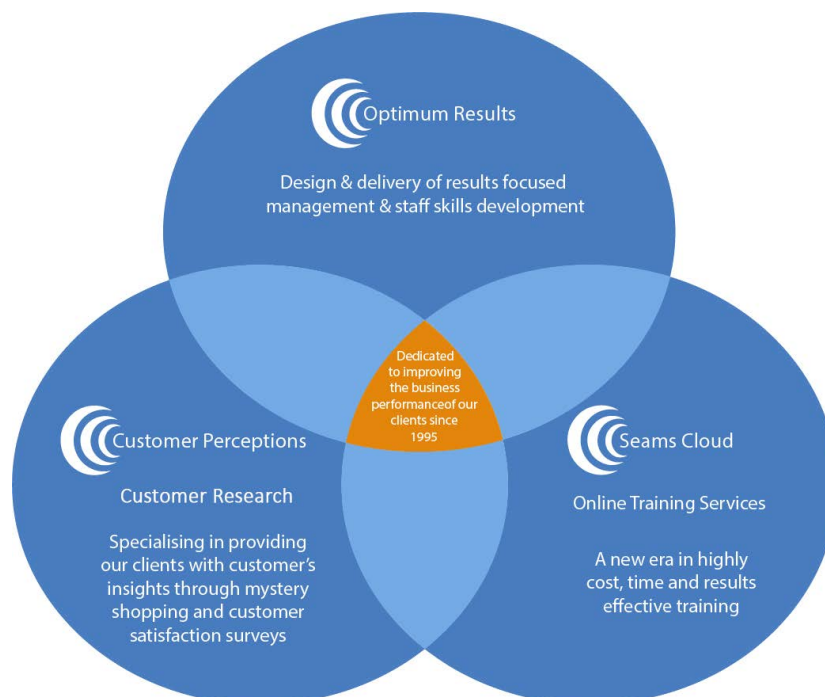 Optimum Results
Design & delivery of results focused
management & staff skills development
Dedicated
to improving
the business
performanceof our
clients since
1995
Customer Perceptions
Customer Research
Specialising in providing
our clients with customer’s
insights through mystery
shopping and customer
satisfaction surveys
Seams Cloud
Online Training Services
A new era in highly
cost, time and results
effective training